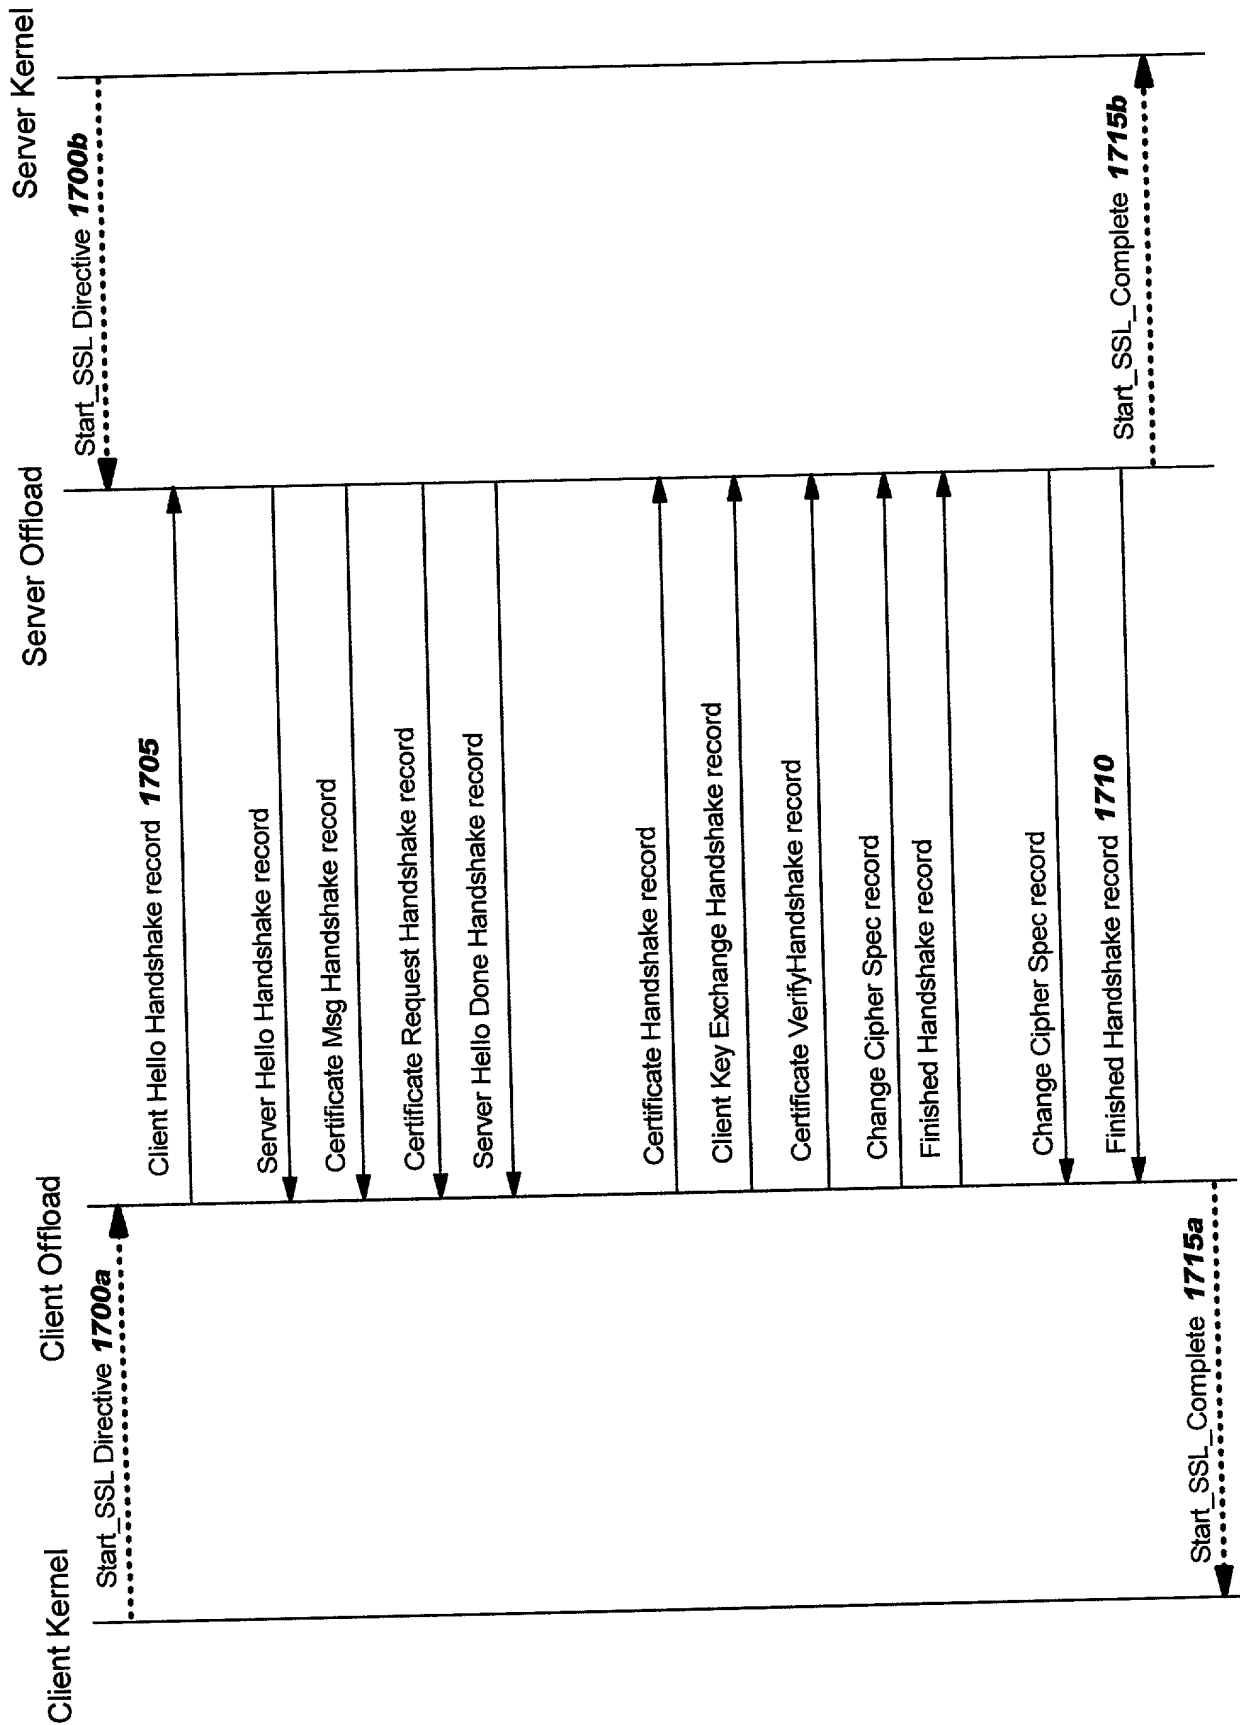 Client Kernel
Client Offload
Server Offload
Server Kernel
Start_SSL Directive 1700a
Start_SSL Directive 1700b
Client Hello Handshake record 1705
Server Hello Handshake record
Certificate Msg Handshake record
Certificate Request Handshake record
Server Hello Done Handshake record
Certificate Handshake record
Client Key Exchange Handshake record
Certificate VerifyHandshake record
Change Cipher Spec record
Finished Handshake record
Change Cipher Spec record
Finished Handshake record 1710
Start_SSL_Complete 1715a
Start_SSL_Complete 1715b